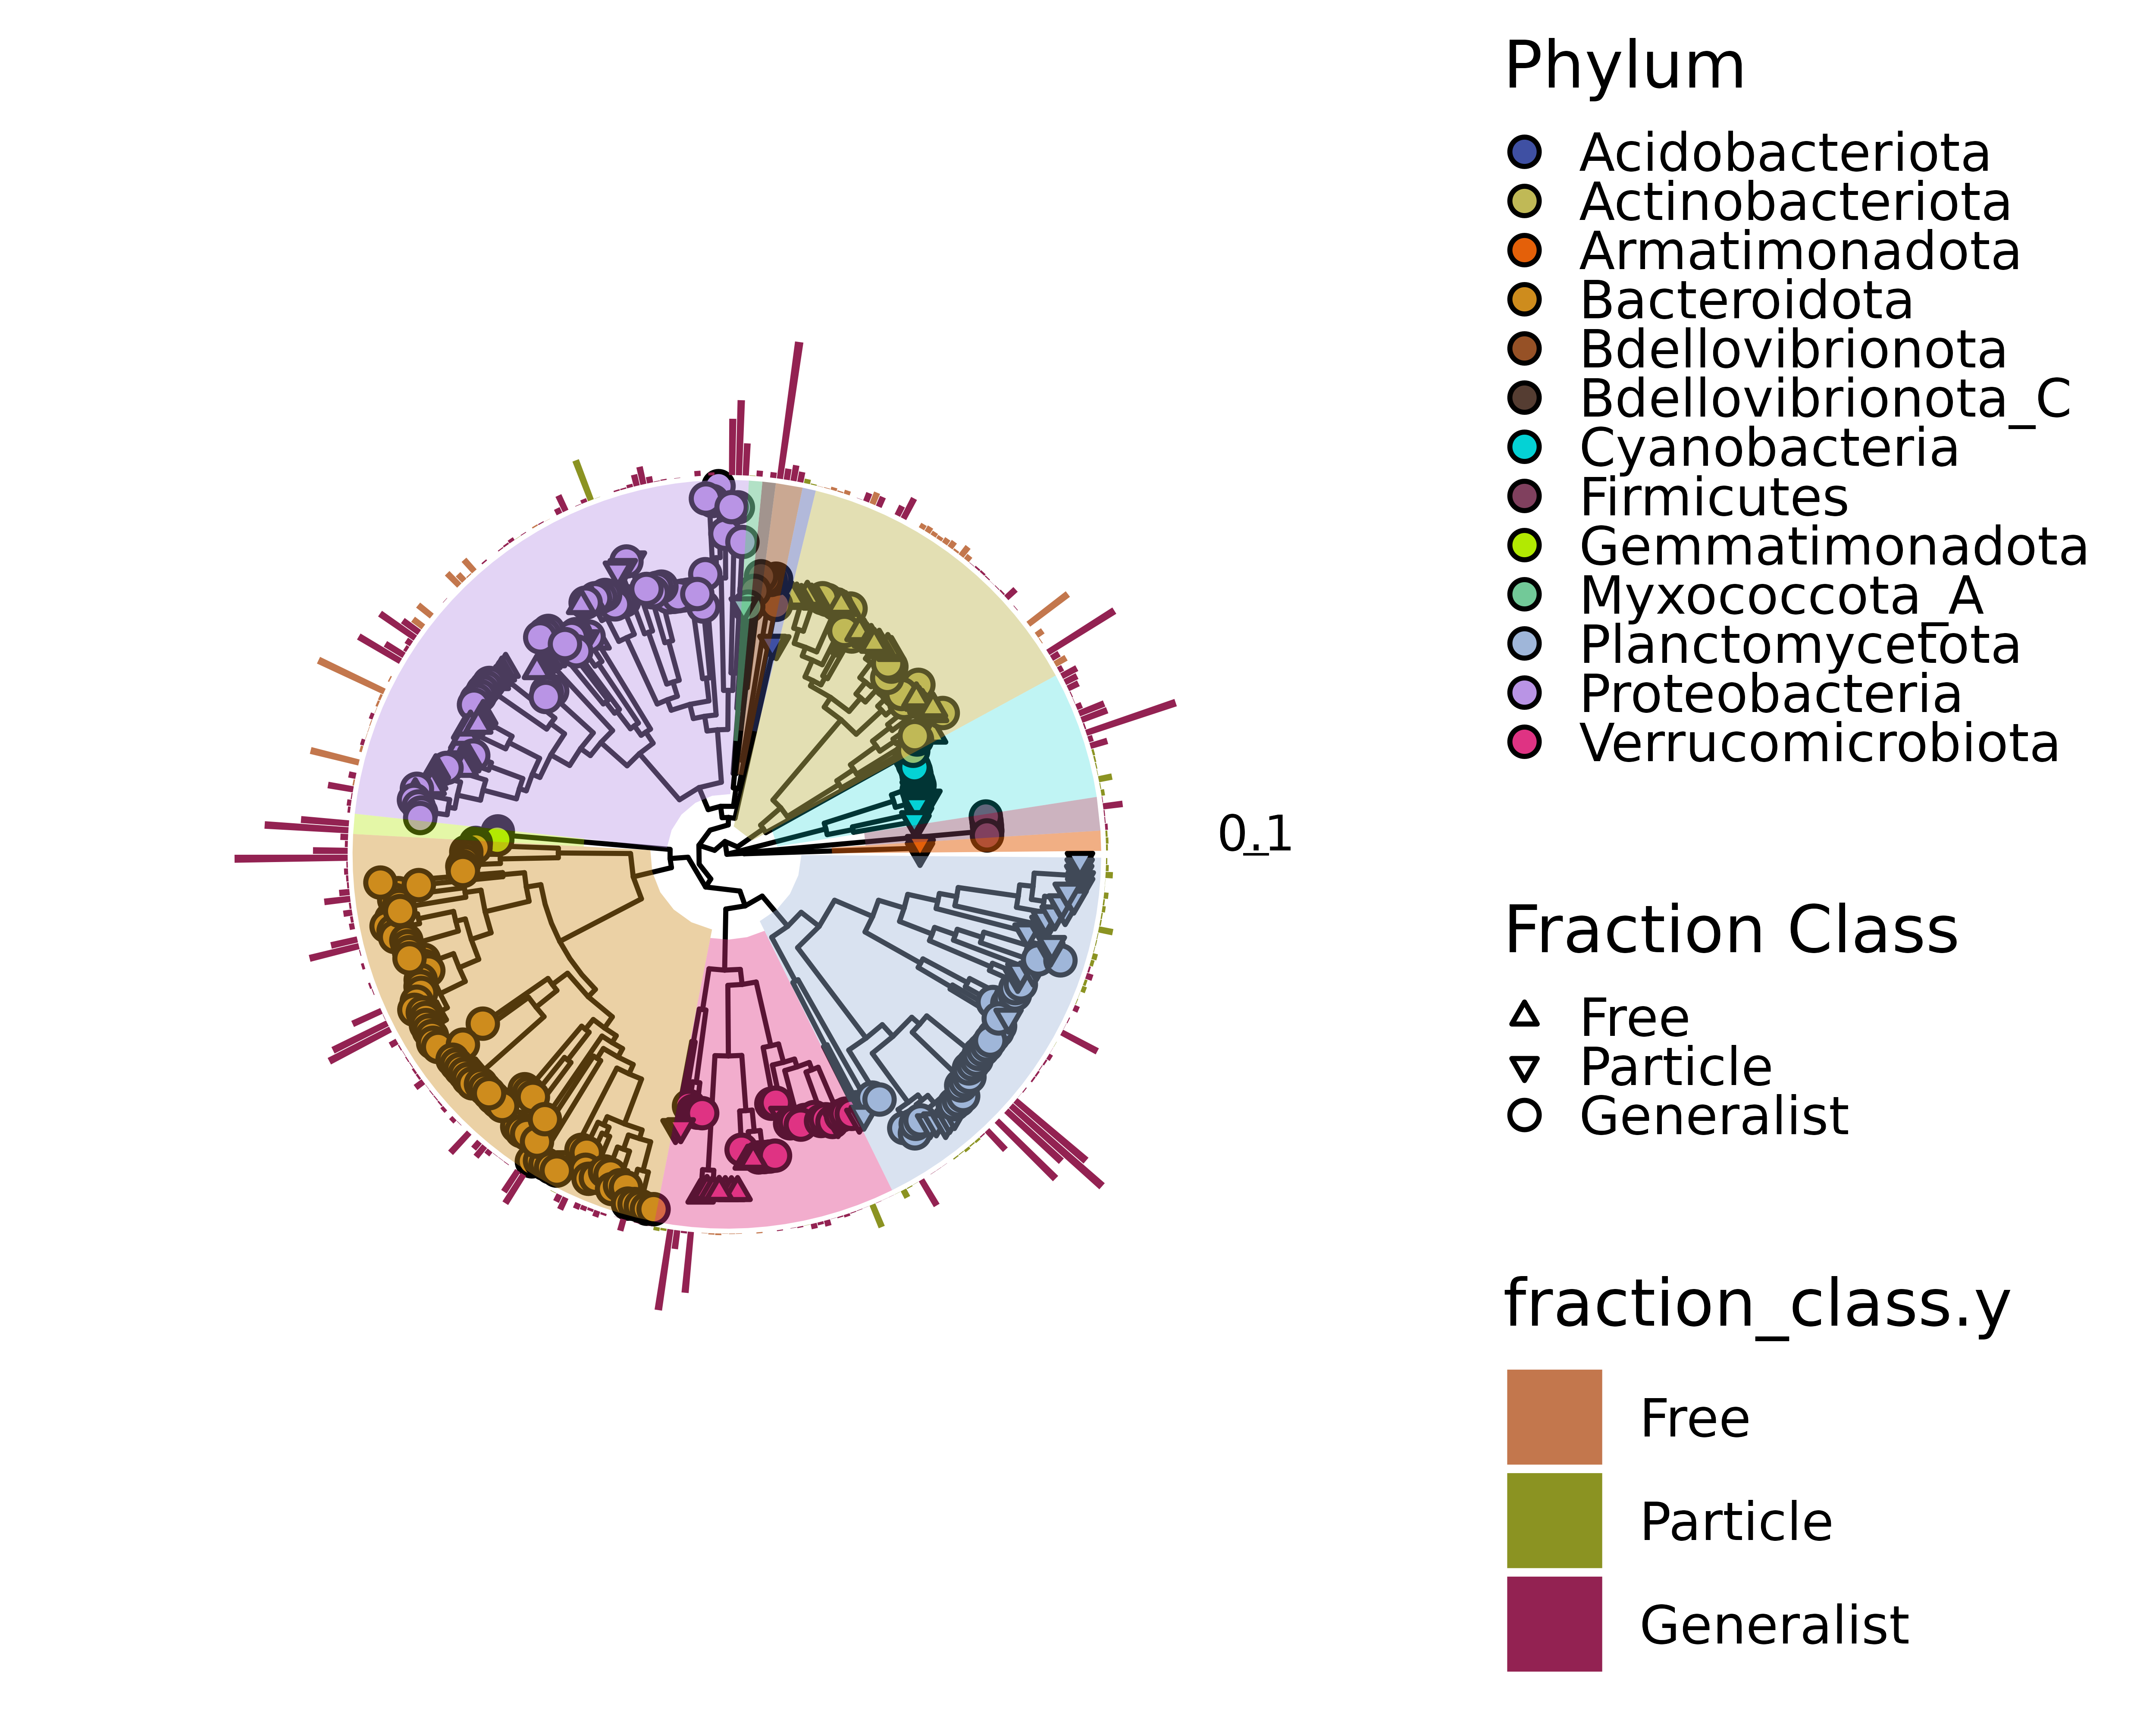 Phylum
Acidobacteriota
Actinobacteriota
Armatimonadota
Bacteroidota
Bdellovibrionota
Bdellovibrionota_C
Cyanobacteria
Firmicutes
Gemmatimonadota
Myxococcota_A
Planctomycetota
Proteobacteria
Verrucomicrobiota
0.1
Fraction Class
Free
Particle
Generalist
fraction_class.y
Free
Particle
Generalist